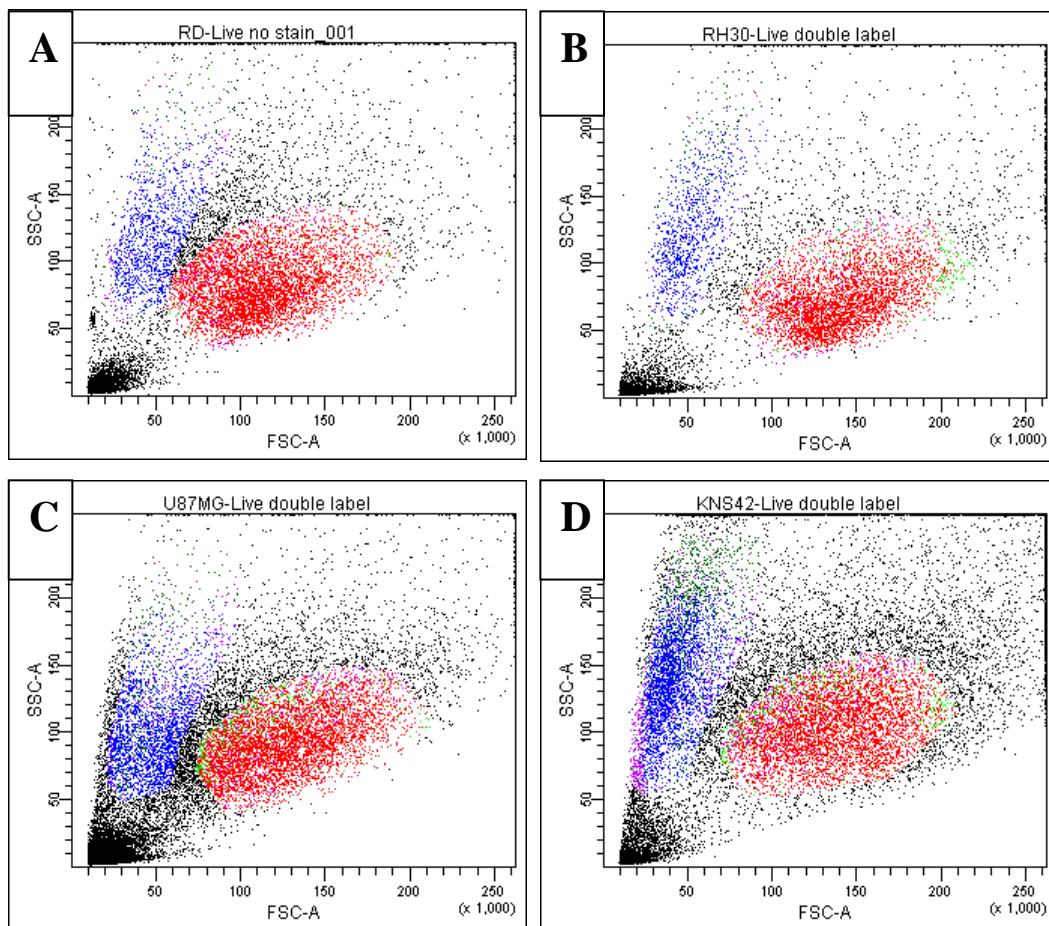 A
RD-Live no stain_001
SSC-A
200
150
100
50
50 100 150 200 250
FSC-A
(x 1,000)
B
RH30-Live double label
SSC-A
200
150
100
50
50 100 150 200 250
FSC-A
(x 1,000)
C
U87MG-Live double label
SSC-A
200
150
100
50
50 100 150 200 250
FSC-A
(x 1,000)
D
KNS42-Live double label
SSC-A
200
150
100
50
50 100 150 200 250
FSC-A
(x 1,000)